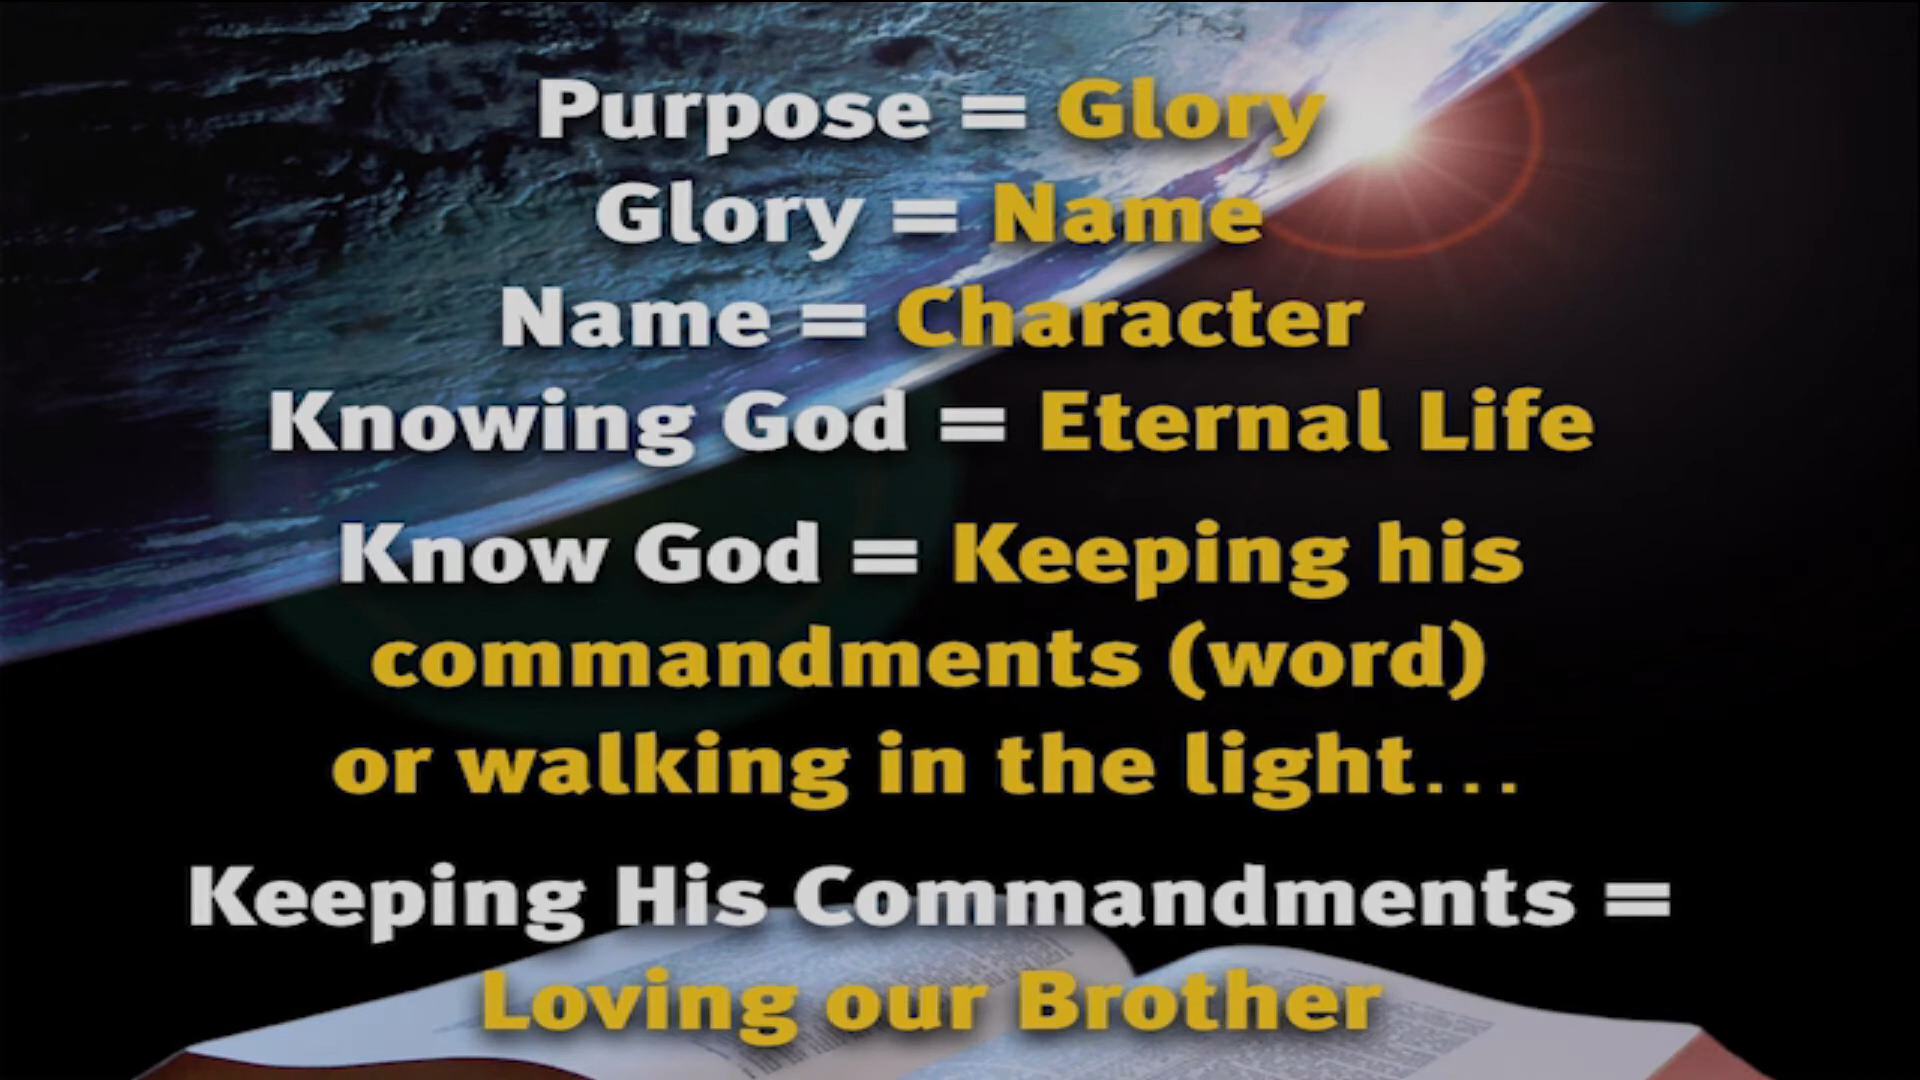 Purpose = Glory
Glory = Name
Name = Character
Knowing God = Eternal Life
Know God = Keeping his
commandments (word)
or walking in the light...
Keeping His Commandments =
Loving our Brother